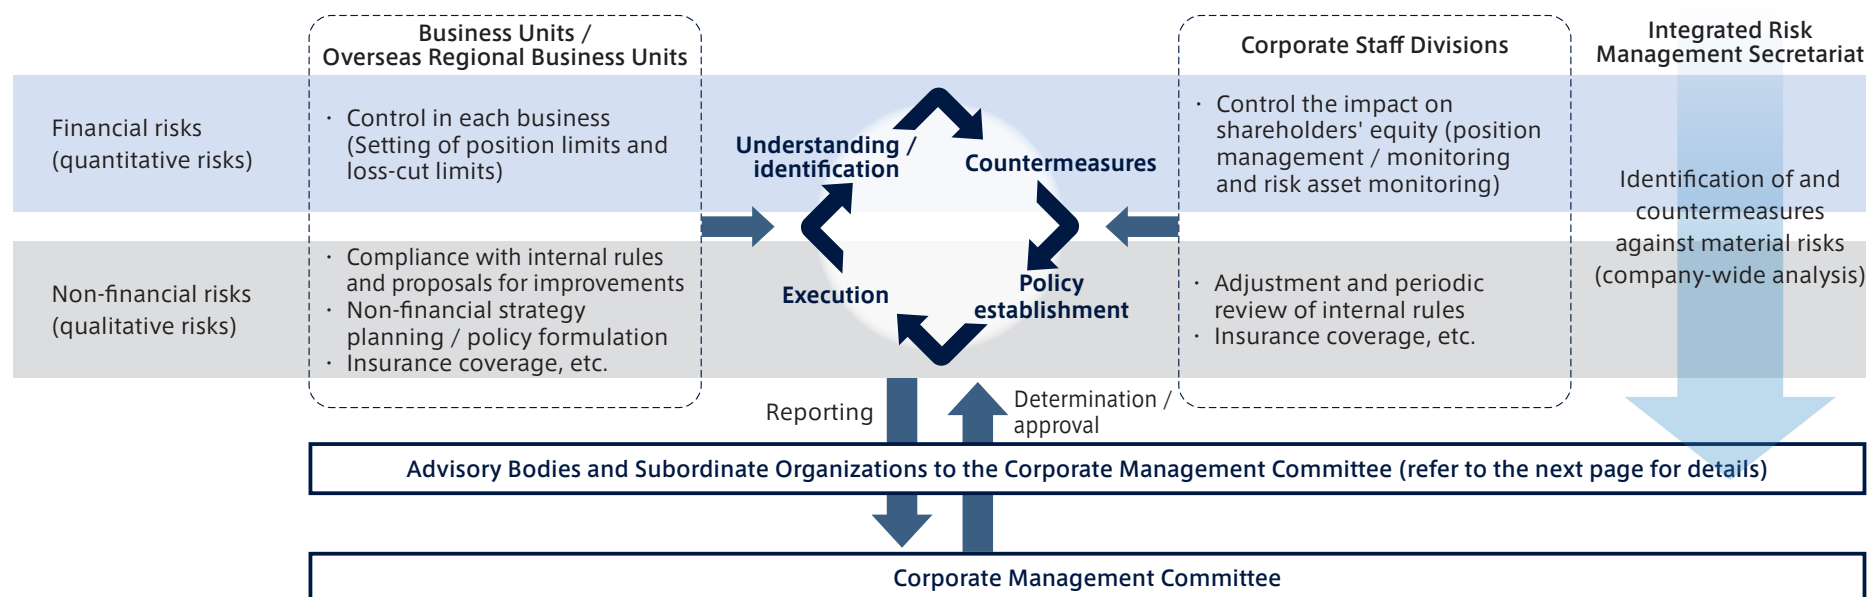 Business Units /
Overseas Regional Business Units
Corporate Staff Divisions
Integrated Risk
Management Secretariat
Financial risks
(quantitative risks)
・ Control in each business
(Setting of position limits and
loss-cut limits)
Understanding /
identification
Countermeasures
・ Control the impact on
shareholders' equity (position
management / monitoring
and risk asset monitoring)
Identification of and
countermeasures
against material risks
(company-wide analysis)
Non-financial risks
(qualitative risks)
・ Compliance with internal rules
and proposals for improvements
・ Non-financial strategy
planning / policy formulation
・ Insurance coverage, etc.
Execution
Policy
establishment
・ Adjustment and periodic
review of internal rules
・ Insurance coverage, etc.
Reporting
Determination /
approval
Advisory Bodies and Subordinate Organizations to the Corporate Management Committee (refer to the next page for details)
Corporate Management Committee